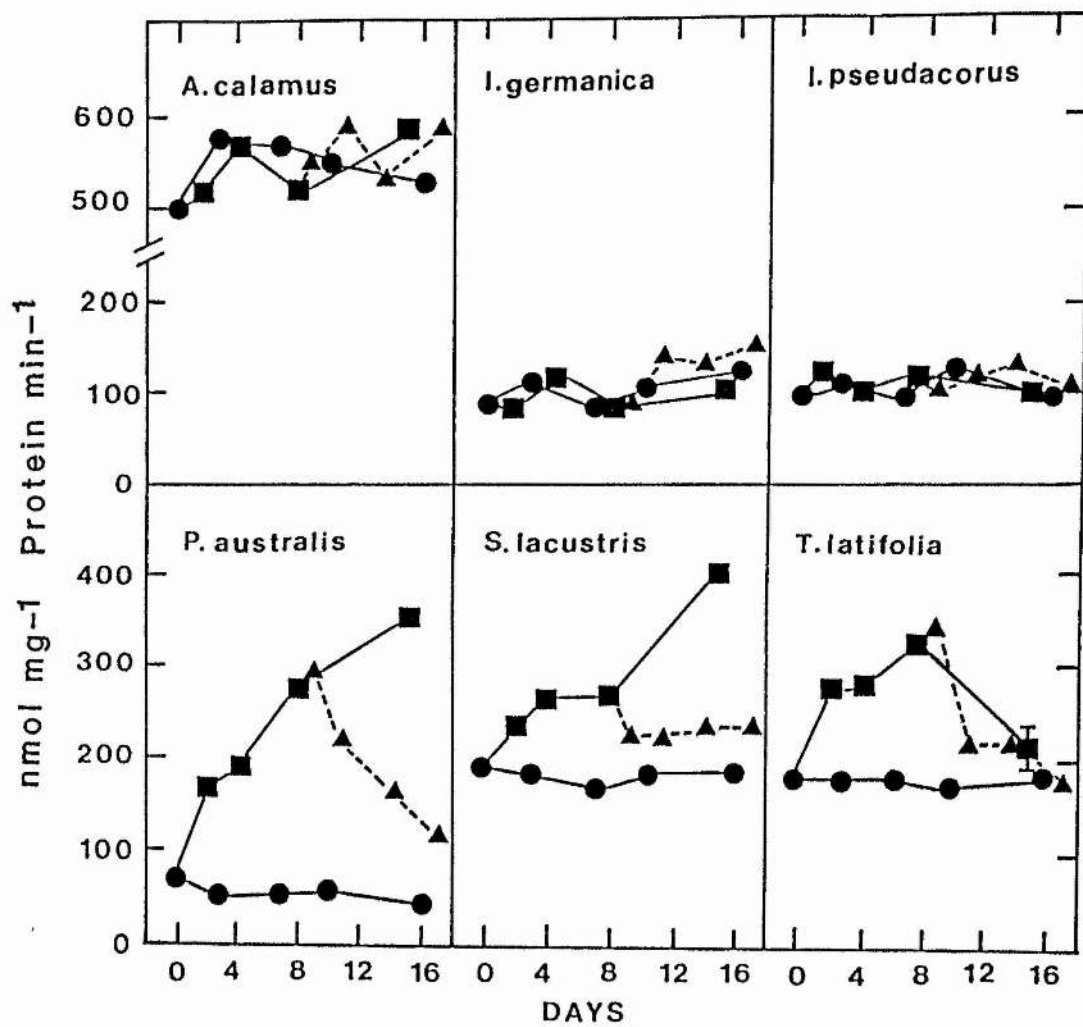 A.calamus
I.germanica
I.pseudacorus
600
500
200
100
0
P. australis
S. lacustris
T. latifolia
400
300
200
100
0
0 4 8 12 16
0 4 8 12 16
0 4 8 12 16
DAYS
nmol mg-1 Protein min-1